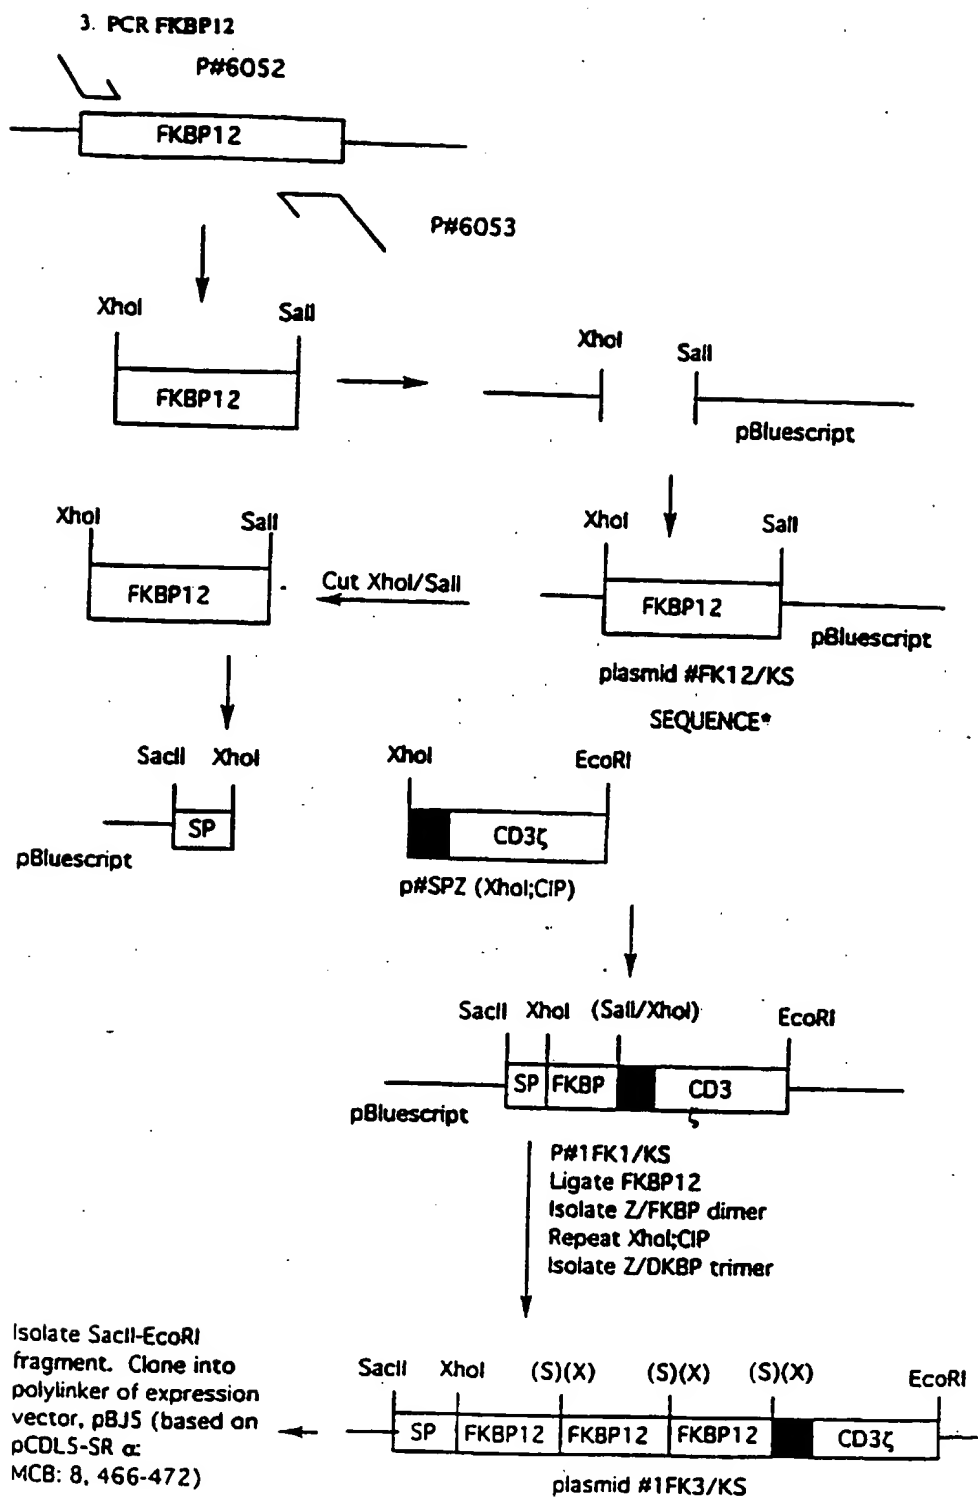 3. PCR FKBP12
P#6052
FKBP12
P#6053
XhoI SalI
FKBP12
XhoI SalI
pBluescript
XhoI SalI
FKBP12
Cut XhoI/SalI
XhoI SalI
FKBP12
pBluescript
plasmid #FK12/KS
SEQUENCE*
SacII XhoI
SP
pBluescript
XhoI EcoRI
CD3ζ
p#SPZ (XhoI;CIP)
SacII XhoI (SalI/XhoI) EcoRI
SP FKBP CD3
ζ
pBluescript
P#1FK1/KS
Ligate FKBP12
Isolate Z/FKBP dimer
Repeat XhoI;CIP
Isolate Z/DKBP trimer
Isolate SacII-EcoRI
fragment. Clone into
polylinker of expression
vector, pBJ5 (based on
pCDL5-SR α:
MCB: 8, 466-472)
SacII XhoI (S)(X) (S)(X) (S)(X) EcoRI
SP FKBP12 FKBP12 FKBP12 CD3ζ
plasmid #1FK3/KS